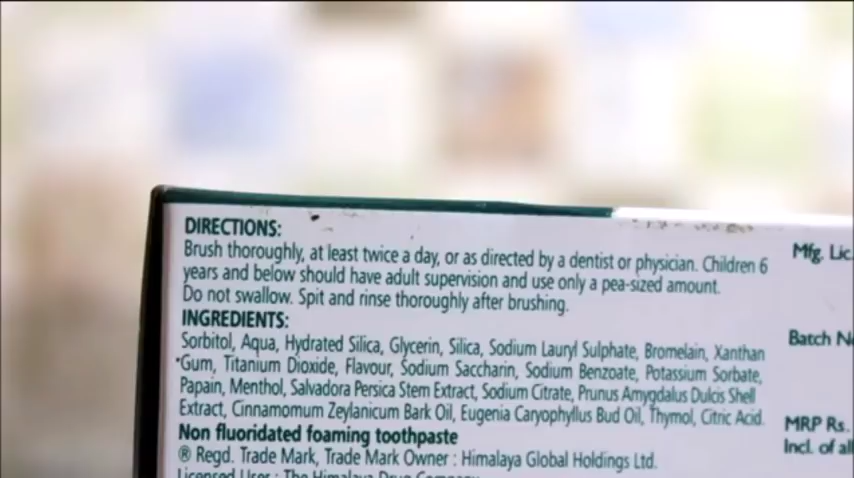 DIRECTIONS:
Brush thoroughly, at least twice a day, or as directed by a dentist or physician. Children 6
years and below should have adult supervision and use only a pea-sized amount.
Do not swallow. Spit and rinse thoroughly after brushing.
INGREDIENTS:
Sorbitol, Aqua, Hydrated Silica, Glycerin, Silica, Sodium Lauryl Sulphate, Bromelain, Xanthan
Gum, Titanium Dioxide, Flavour, Sodium Saccharin, Sodium Benzoate, Potassium Sorbate,
Papain, Menthol, Salvadora Persica Stem Extract, Sodium Citrate, Prunus Amygdalus Dulcis Shell
Extract, Cinnamomum Zeylanicum Bark Oil, Eugenia Caryophyllus Bud Oil, Thymol, Citric Acid.
Non fluoridated foaming toothpaste
® Regd. Trade Mark, Trade Mark Owner : Himalaya Global Holdings Ltd.
Licensed User : The Himalaya Drug Company
Mfg. Lic.
Batch N
MRP Rs.
Incl. of al